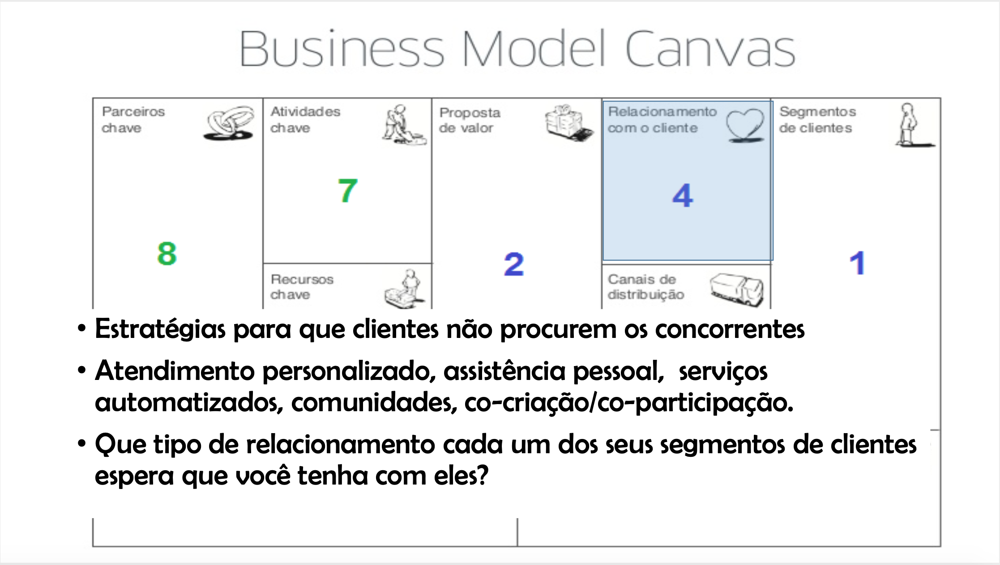 Business Model Canvas
Parceiros
chave
8
Atividades
chave
7
Recursos
chave
Proposta
de valor
2
Relacionamento
com o cliente
4
Canais de
distribuição
Segmentos
de clientes
1
• Estratégias para que clientes não procurem os concorrentes
• Atendimento personalizado, assistência pessoal,  serviços
automatizados, comunidades, co-criação/co-participação.
• Que tipo de relacionamento cada um dos seus segmentos de clientes
espera que você tenha com eles?